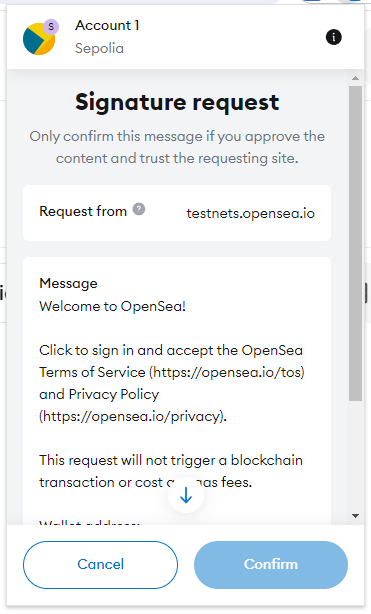 S
Account 1
Sepolia
Signature request
Only confirm this message if you approve the
content and trust the requesting site.
Request from ? testnets.opensea.io
Message
Welcome to OpenSea!
Click to sign in and accept the OpenSea
Terms of Service (https://opensea.io/tos)
and Privacy Policy
(https://opensea.io/privacy).
This request will not trigger a blockchain
transaction or cost gas fees.
Wallet address:
Cancel Confirm